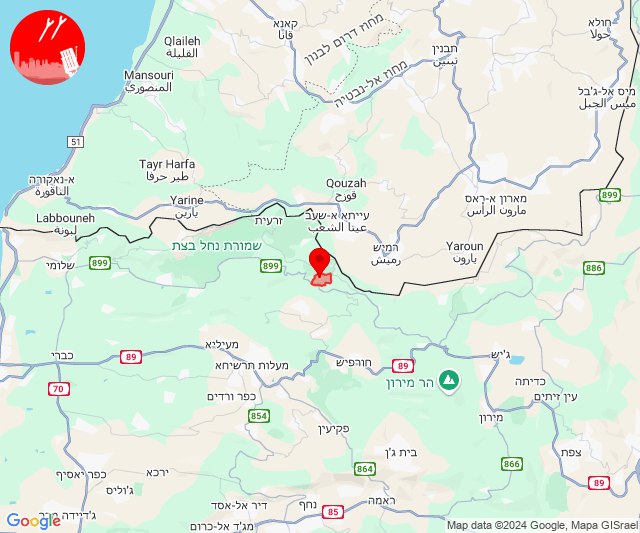 Qlaileh
القليلة
קאנא
قانا
מחוז דרום לבנון
תבנין
تبنين
חולא
حولا
Mansouri
المنصوري
מחוז אל-נבטיה
מיס אל-ג'בל
ميس الجبل
51
Tayr Harfa
طير حرفا
א-נאקורה
الناقورة
Qouzah
قوزح
Yarine
يارين
מארון א-ראס
مارون الراس
899
Labbouneh
لبونة
זרעית
עייתא א-שעב
عيتا الشعب
שמורת נחל בצת
רמיש
رميش
Yaroun
يارون
שלומי
899
899
886
מעיליא
כברי
89
מעלות תרשיחא
חורפיש
89
ג'יש
70
הר מירון
כדיתה
כפר ורדים
עין זיתים
854
מירון
פקיעין
בית ג'ן
צפת
ירכא
864
866
כפר יאסיף
89
ג'וליס
דיר אל-אסד
נחף
ראמה
85
מג'ד אל-כרום
Google
Map data ©2024 Google, Mapa GISrael